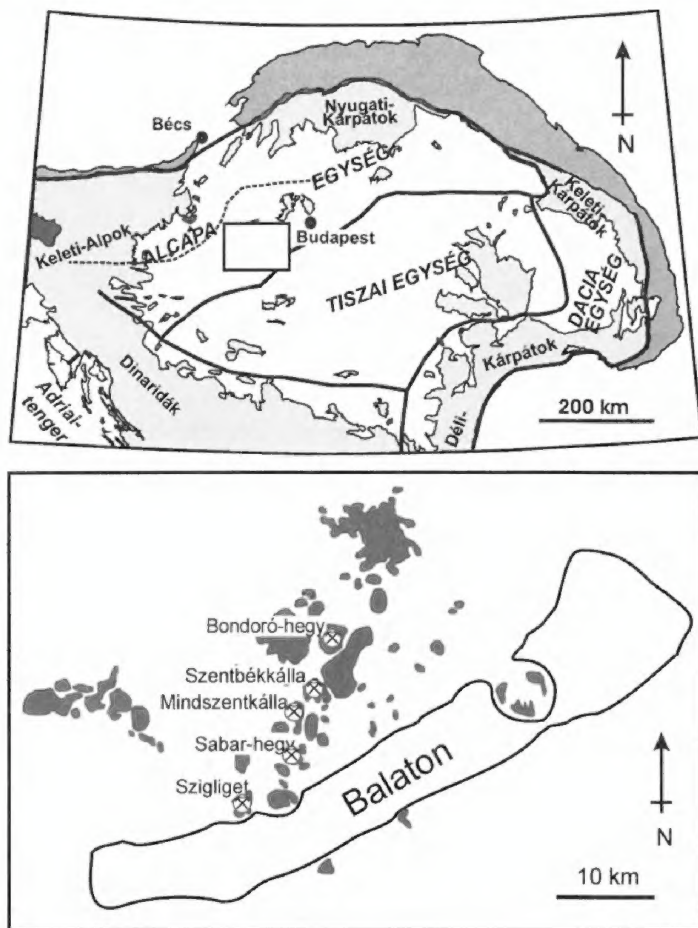 Nyugati-
Kárpátok
Bécs
N
EGYSÉG
Keleti-
Kárpátok
Keleti-Alpok
ALCAPA
Budapest
TISZAI EGYSÉG
DACIA
EGYSÉG
Dinaridák
Kárpátok
Adriai-
tenger
Déli-
200 km
Bondoró-hegy
Szentbékkálla
Mindszentkálla
Sabar-hegy
Szigliget
Balaton
N
10 km